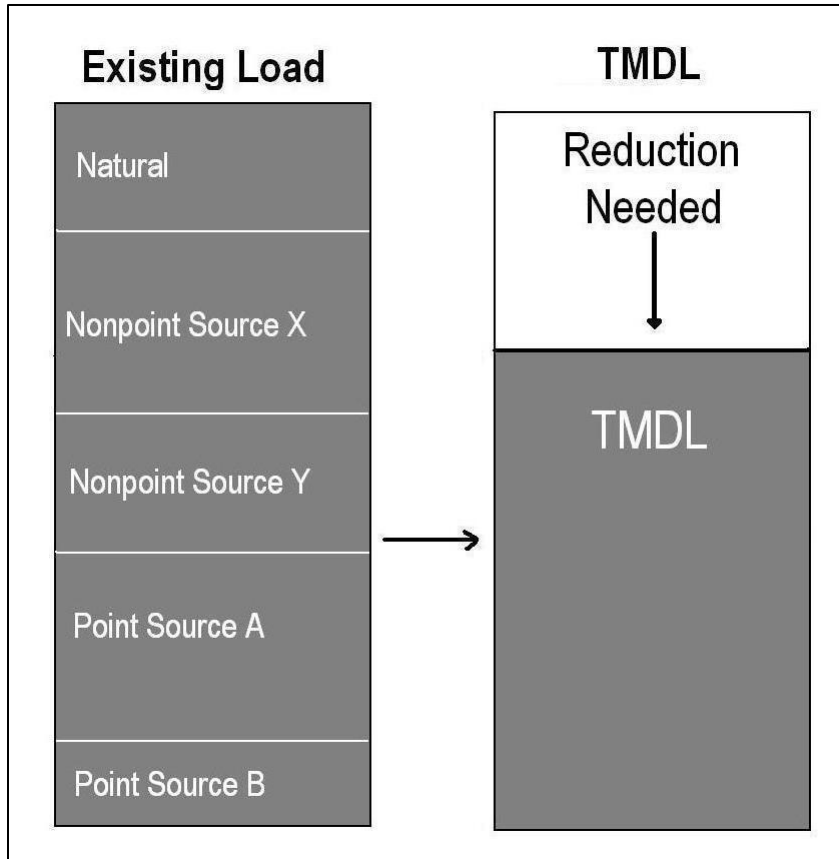 Existing Load
Natural
Nonpoint Source X
Nonpoint Source Y
Point Source A
Point Source B
TMDL
Reduction
Needed
TMDL